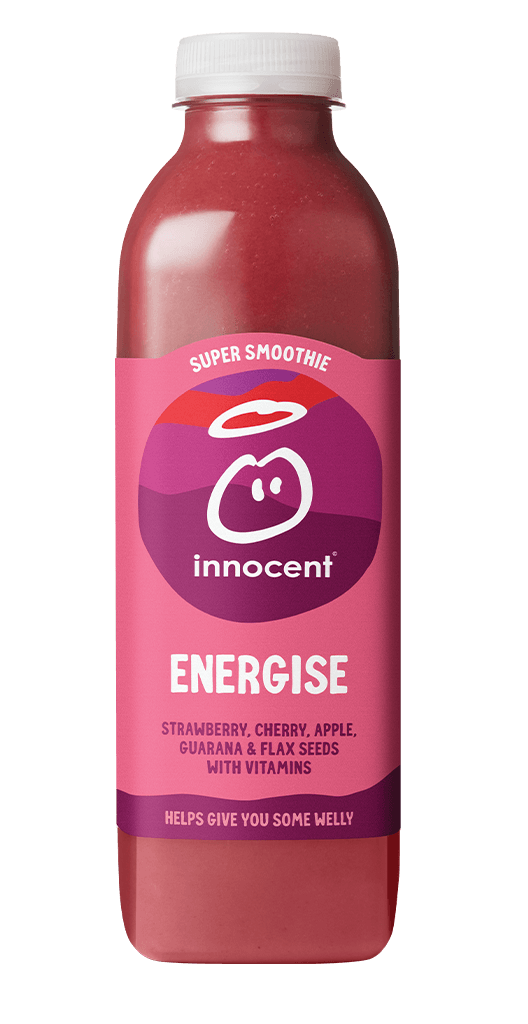 SUPER SMOOTHIE
innocent©
ENERGISE
STRAWBERRY, CHERRY, APPLE,
GUARANA & FLAX SEEDS
WITH VITAMINS
HELPS GIVE YOU SOME WELLY